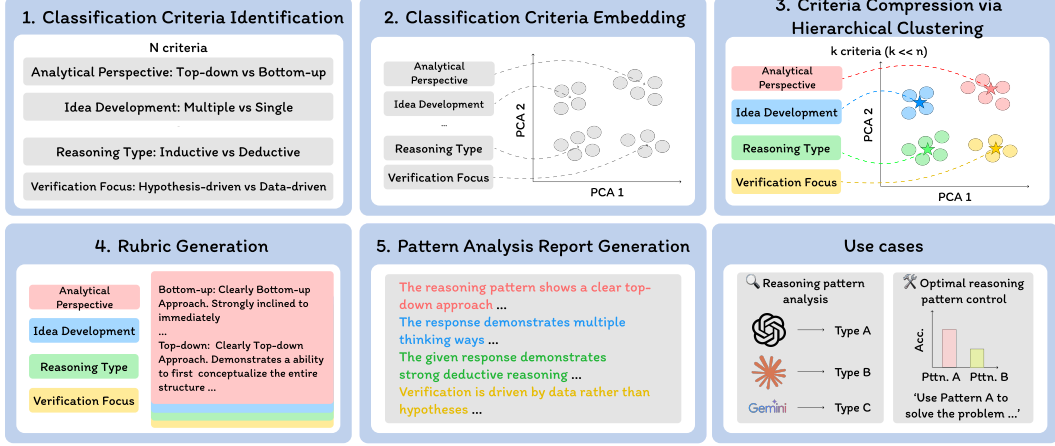 1. Classification Criteria Identification
N criteria
Analytical Perspective: Top-down vs Bottom-up
Idea Development: Multiple vs Single
Reasoning Type: Inductive vs Deductive
Verification Focus: Hypothesis-driven vs Data-driven
2. Classification Criteria Embedding
Analytical
Perspective
Idea Development
...
Reasoning Type
Verification Focus
PCA 2
PCA 1
3. Criteria Compression via
Hierarchical Clustering
k criteria (k << n)
Analytical
Perspective
Idea Development
Reasoning Type
Verification Focus
PCA 2
PCA 1
4. Rubric Generation
Analytical
Perspective
Idea Development
Reasoning Type
Verification Focus
Bottom-up: Clearly Bottom-up
Approach. Strongly inclined to
immediately
...
Top-down: Clearly Top-down
Approach. Demonstrates a ability
to first conceptualize the entire
structure ...
5. Pattern Analysis Report Generation
The reasoning pattern shows a clear top-
down approach ...
The response demonstrates multiple
thinking ways ...
The given response demonstrates
strong deductive reasoning ...
Verification is driven by data rather than
hypotheses ...
Use cases
Reasoning pattern
analysis
Type A
Type B
Gemini
Type C
Optimal reasoning
pattern control
Acc.
Pttn. A Pttn. B
'Use Pattern A to
solve the problem ...'